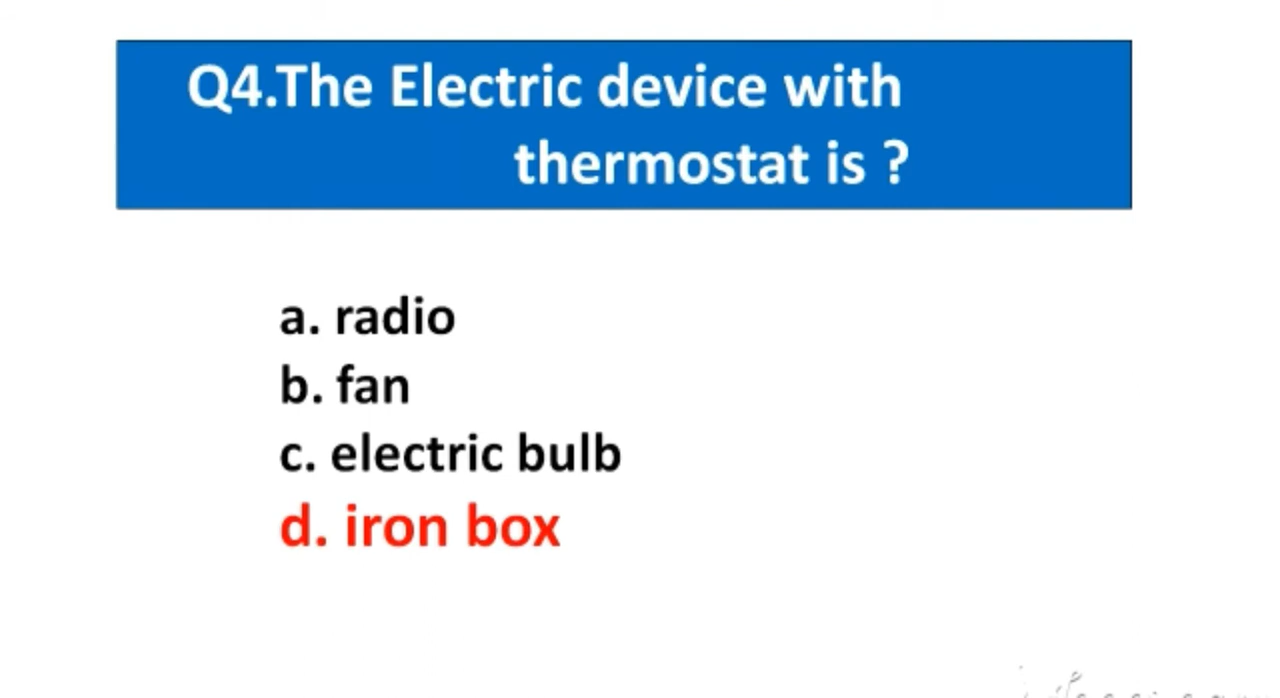 Q4.The Electric device with
thermostat is ?
a. radio
b. fan
c. electric bulb
d. iron box